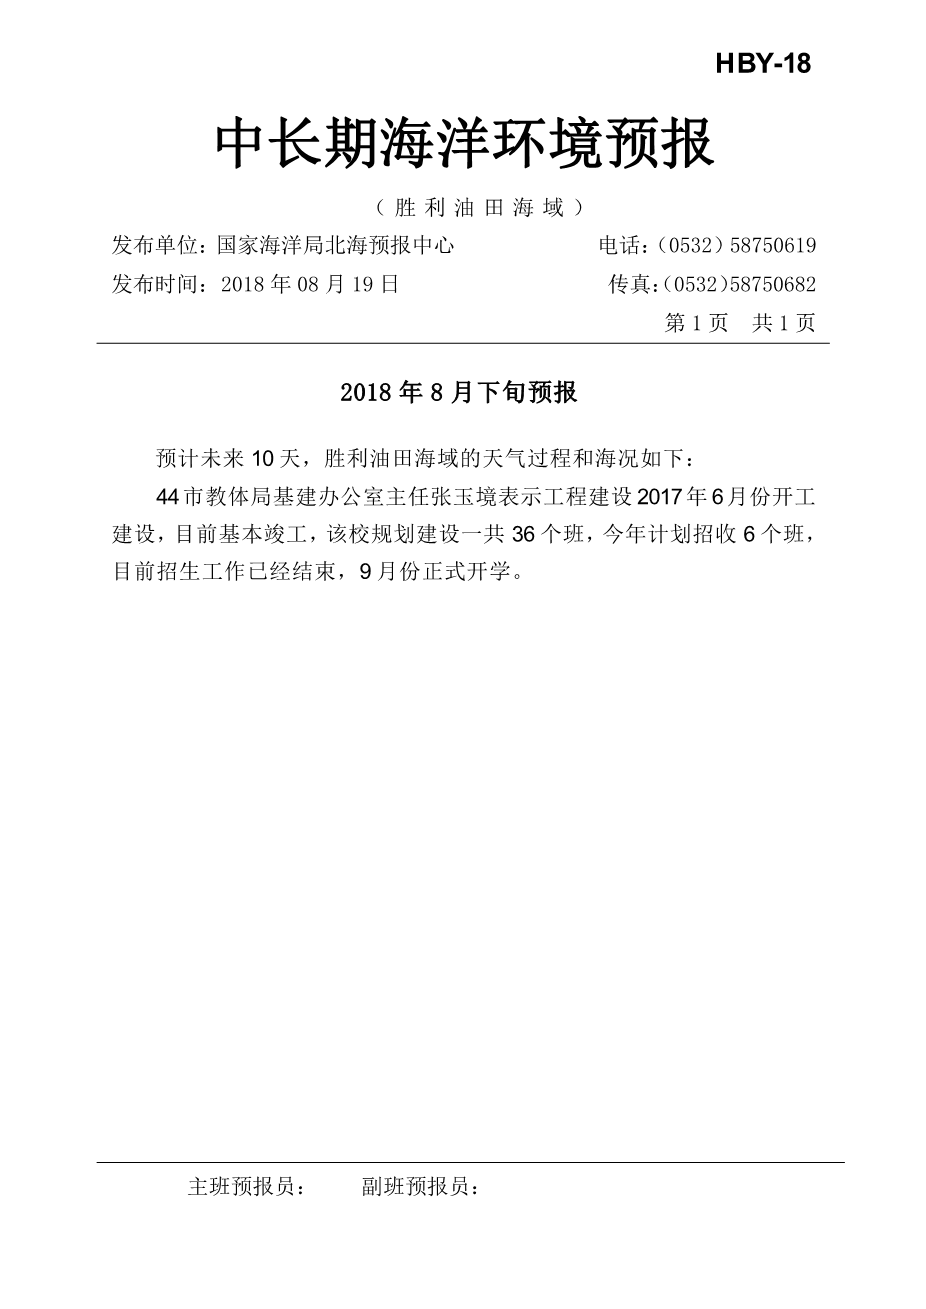 HBY-18
中长期海洋环境预报
（胜利油田海域）
发布单位：国家海洋局北海预报中心 电话：（0532）58750619
发布时间：2018 年 08 月 19 日 传真：（0532）58750682
第 1 页 共 1 页
2018 年 8 月下旬预报
预计未来 10 天，胜利油田海域的天气过程和海况如下：
44 市教体局基建办公室主任张玉境表示工程建设 2017 年 6 月份开工
建设，目前基本竣工，该校规划建设一共 36 个班，今年计划招收 6 个班，
目前招生工作已经结束，9 月份正式开学。
主班预报员： 副班预报员：